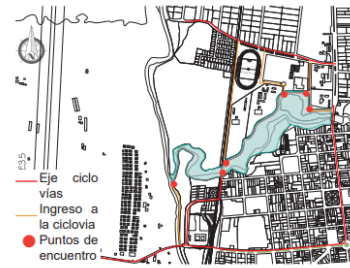 E35
Eje ciclo
vías
Ingreso a
la ciclovia
Puntos de
encuentro